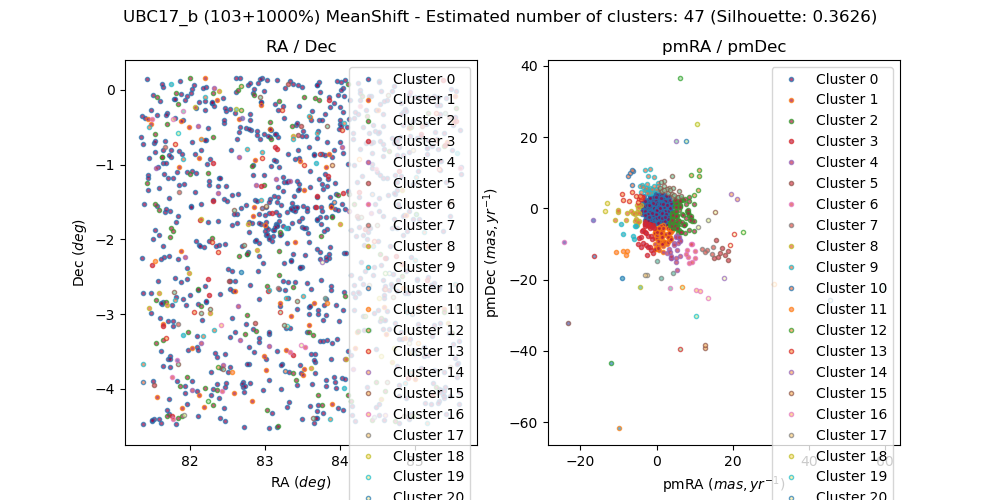 UBC17_b (103+1000%) MeanShift - Estimated number of clusters: 47 (Silhouette: 0.3626)
RA / Dec
0
−1
−2
−3
−4
Dec (deg)
82
83
84
85
RA (deg)
Cluster 0
Cluster 1
Cluster 2
Cluster 3
Cluster 4
Cluster 5
Cluster 6
Cluster 7
Cluster 8
Cluster 9
Cluster 10
Cluster 11
Cluster 12
Cluster 13
Cluster 14
Cluster 15
Cluster 16
Cluster 17
Cluster 18
Cluster 19
Cluster 20
pmRA / pmDec
40
20
0
−20
−40
−60
pmDec (mas, yr⁻¹)
−20
0
20
40
60
pmRA (mas, yr⁻¹)
Cluster 0
Cluster 1
Cluster 2
Cluster 3
Cluster 4
Cluster 5
Cluster 6
Cluster 7
Cluster 8
Cluster 9
Cluster 10
Cluster 11
Cluster 12
Cluster 13
Cluster 14
Cluster 15
Cluster 16
Cluster 17
Cluster 18
Cluster 19
Cluster 20